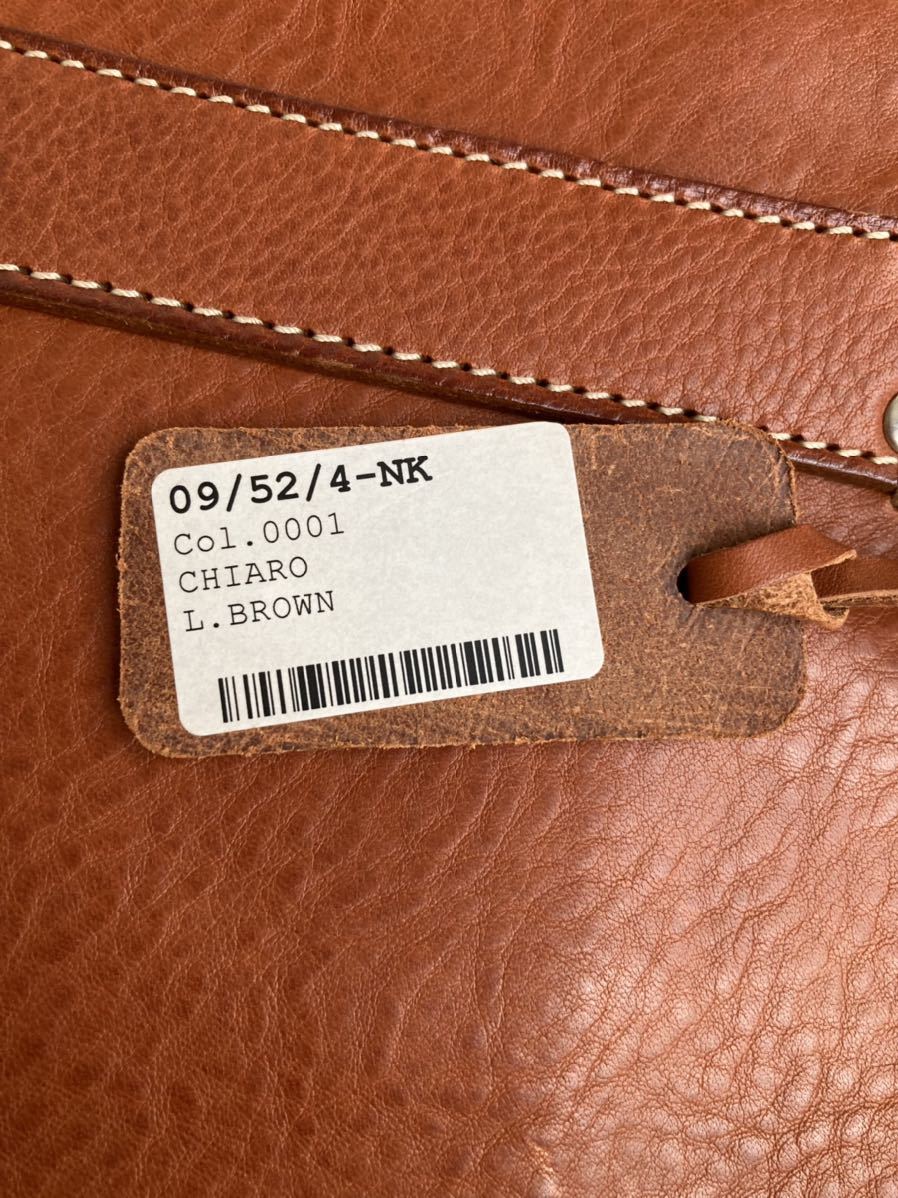 09/52/4-NK
Col.0001
CHIARO
L.BROWN